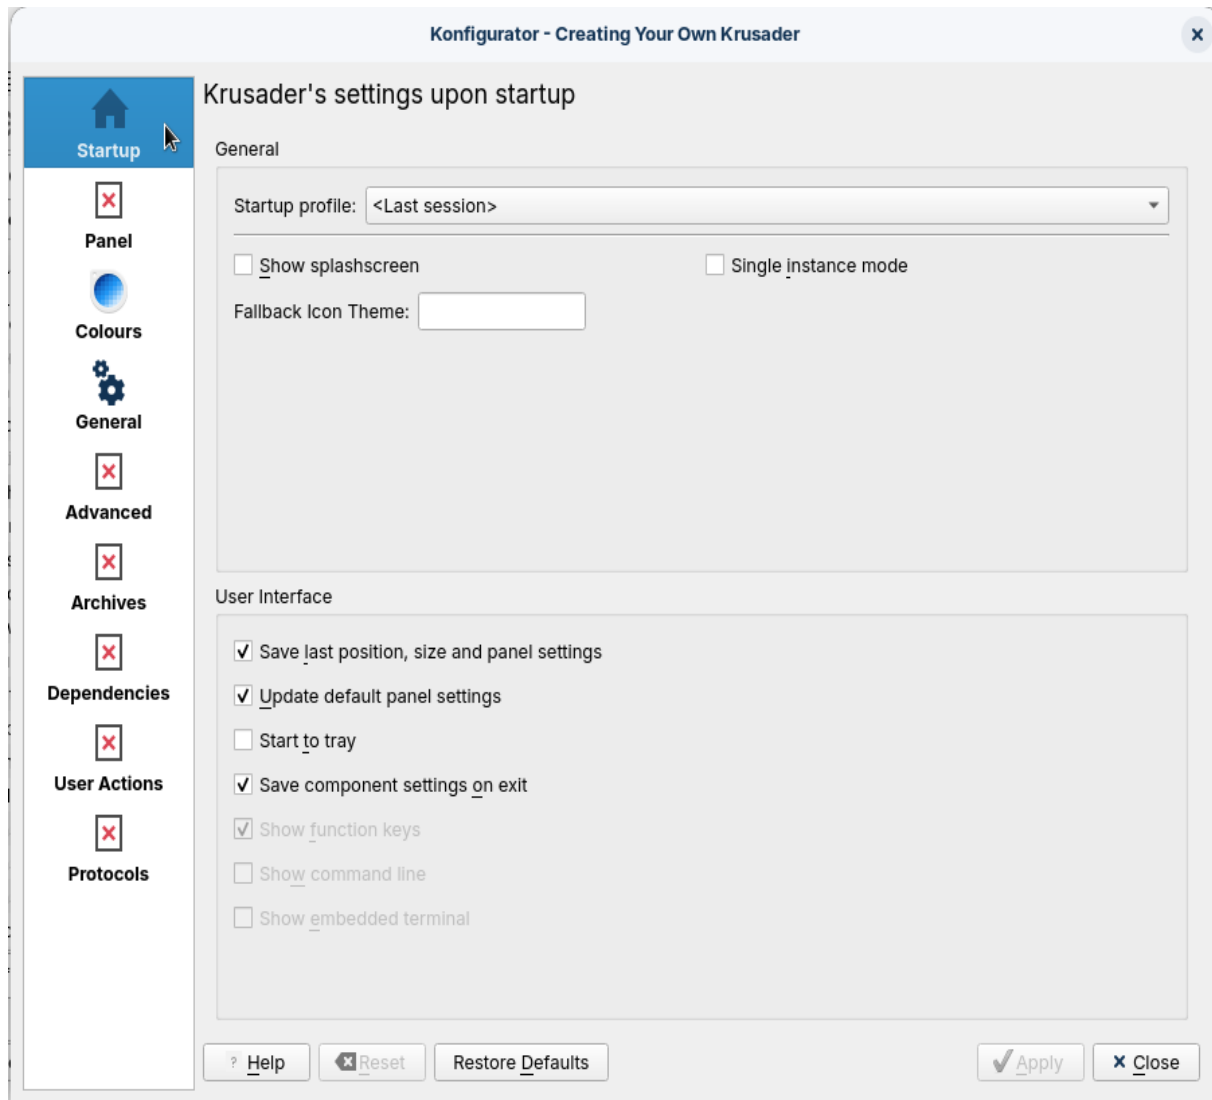 Konfigurator - Creating Your Own Krusader
Startup
Panel
Colours
General
Advanced
Archives
Dependencies
User Actions
Protocols
Krusader's settings upon startup
General
Startup profile: <Last session>
Show splashscreen Single instance mode
Fallback Icon Theme:
User Interface
Save last position, size and panel settings
Update default panel settings
Start to tray
Save component settings on exit
Show function keys
Show command line
Show embedded terminal
? Help Reset Restore Defaults Apply Close